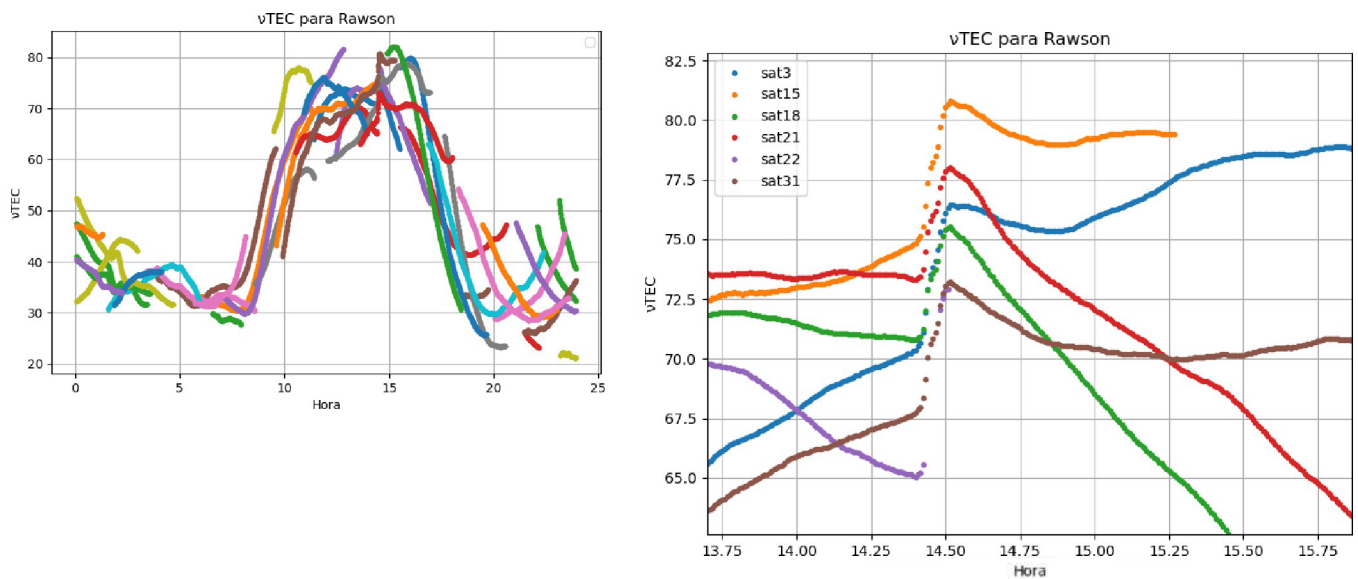 νTEC para Rawson
νTEC
80
70
60
50
40
30
20
0
5
10
15
20
25
Hora
νTEC para Rawson
νTEC
82.5
80.0
77.5
75.0
72.5
70.0
67.5
65.0
sat3
sat15
sat18
sat21
sat22
sat31
13.75
14.00
14.25
14.50
14.75
15.00
15.25
15.50
15.75
Hora